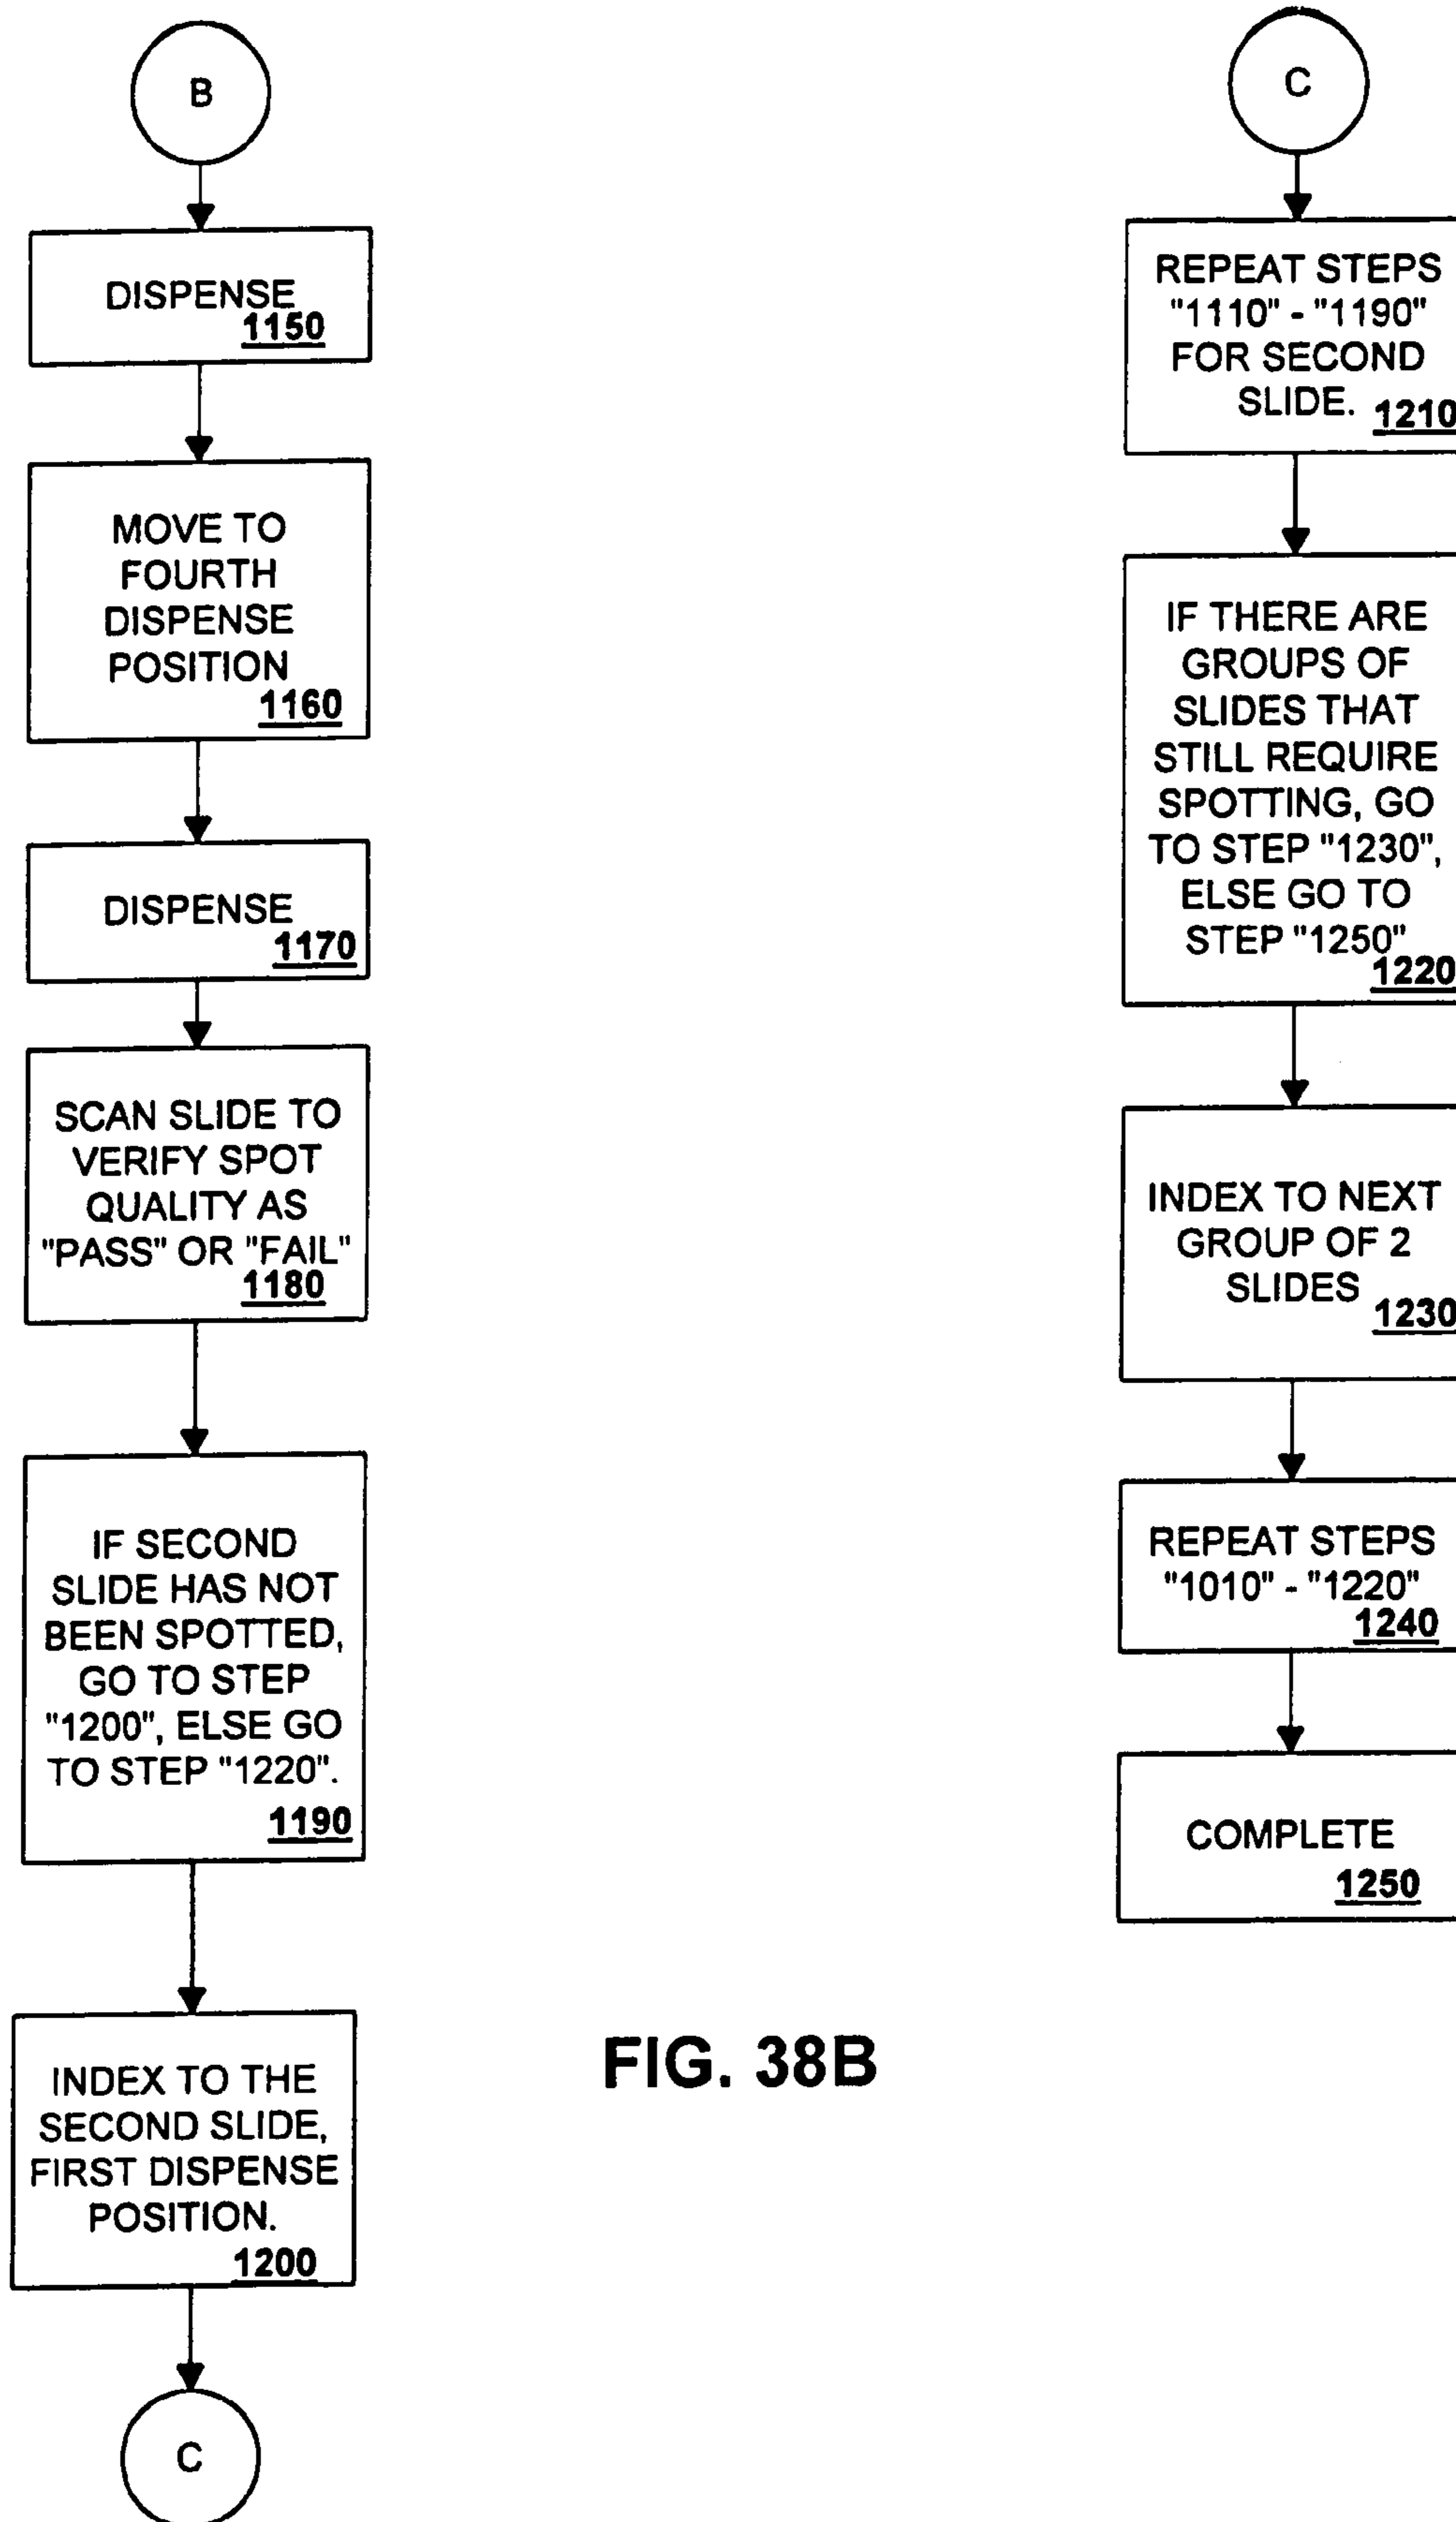 B
DISPENSE
1150
MOVE TO
FOURTH
DISPENSE
POSITION
1160
DISPENSE
1170
SCAN SLIDE TO
VERIFY SPOT
QUALITY AS
"PASS" OR "FAIL"
1180
IF SECOND
SLIDE HAS NOT
BEEN SPOTTED,
GO TO STEP
"1200", ELSE GO
TO STEP "1220".
1190
INDEX TO THE
SECOND SLIDE,
FIRST DISPENSE
POSITION.
1200
C
C
REPEAT STEPS
"1110" - "1190"
FOR SECOND
SLIDE.
1210
IF THERE ARE
GROUPS OF
SLIDES THAT
STILL REQUIRE
SPOTTING, GO
TO STEP "1230",
ELSE GO TO
STEP "1250"
1220
INDEX TO NEXT
GROUP OF 2
SLIDES
1230
REPEAT STEPS
"1010" - "1220"
1240
COMPLETE
1250
FIG. 38B